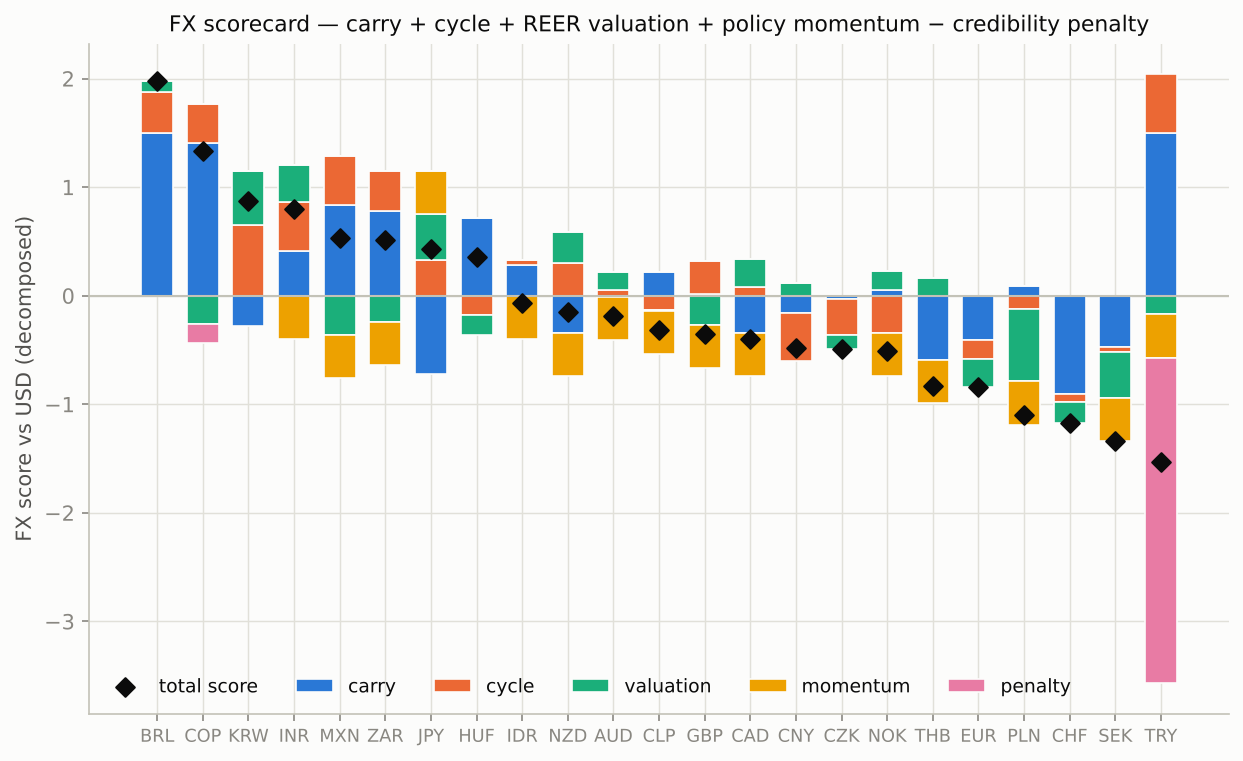 FX scorecard — carry + cycle + REER valuation + policy momentum − credibility penalty
FX score vs USD (decomposed)
2
1
0
−1
−2
−3
total score carry cycle valuation momentum penalty
BRL COP KRW INR MXN ZAR JPY HUF IDR NZD AUD CLP GBP CAD CNY CZK NOK THB EUR PLN CHF SEK TRY